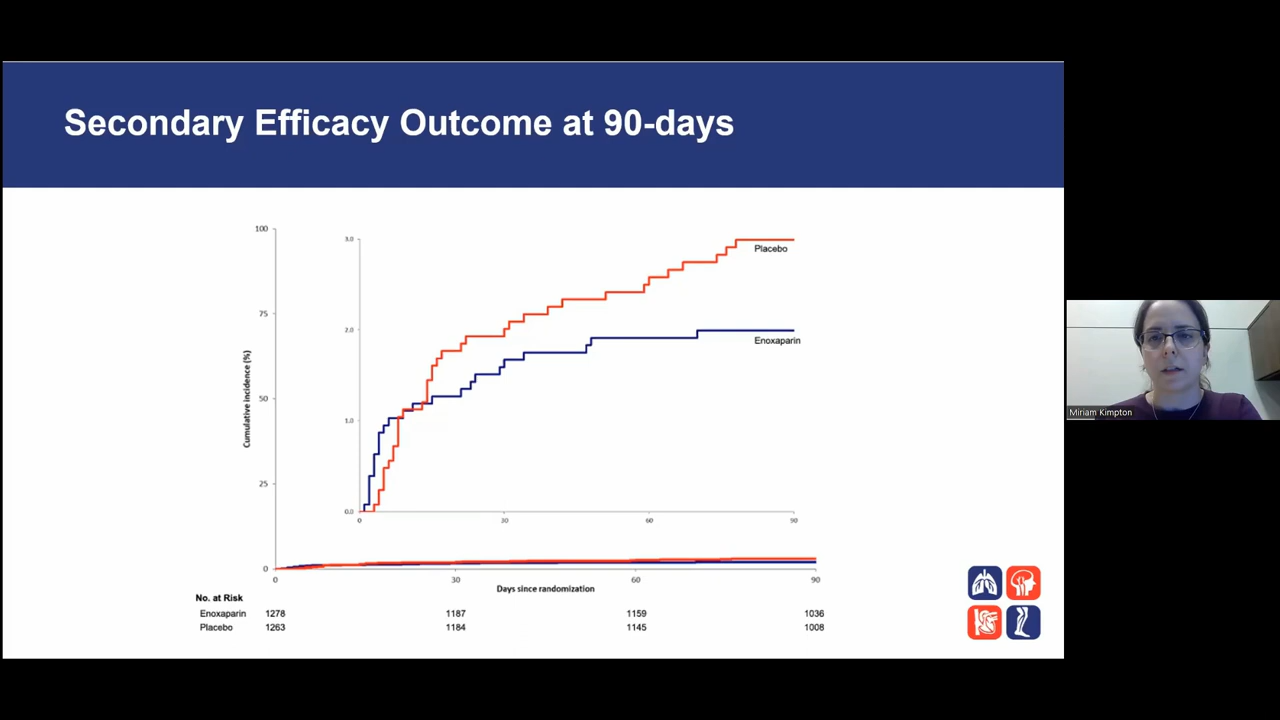 Secondary Efficacy Outcome at 90-days
100
75
50
25
0
Cumulative incidence (%)
3.0
2.0
1.0
0.0
Placebo
Enoxaparin
0 30 60 90
0 30 60 90
Days since randomization
No. at Risk
Enoxaparin 1278 1187 1159 1036
Placebo 1263 1184 1145 1008
Miriam Kimpton